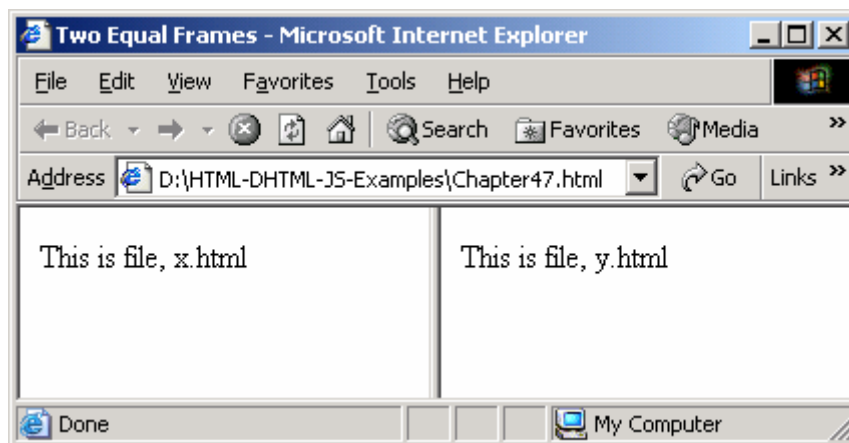 Two Equal Frames - Microsoft Internet Explorer
File Edit View Favorites Tools Help
Back Search Favorites Media »
Address D:\HTML-DHTML-JS-Examples\Chapter47.html Go Links »
This is file, x.html This is file, y.html
Done My Computer